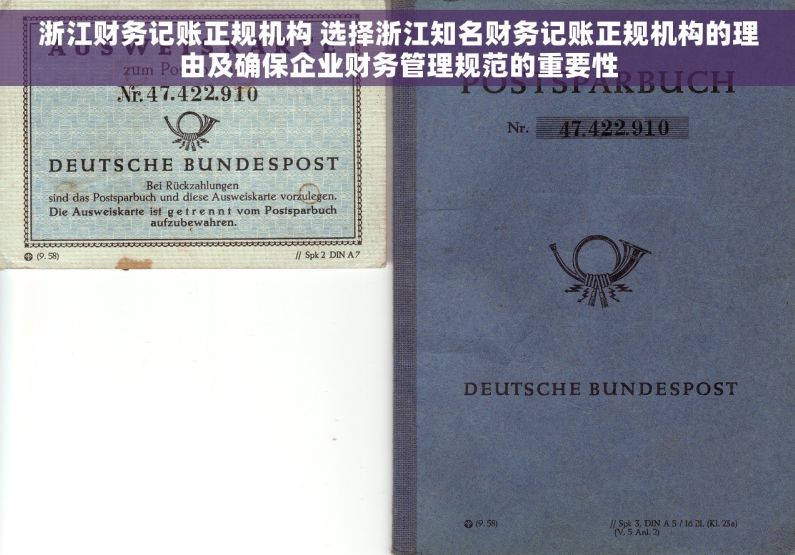 浙江财务记账正规机构 选择浙江知名财务记账正规机构的理
由及确保企业财务管理规范的重要性
AUSWEISKARTE
zum Po
Nr. 47.422.910
DEUTSCHE BUNDESPOST
Bei Rückzahlungen
sind das Postsparbuch und diese Ausweiskarte vorzulegen.
Die Ausweiskarte ist getrennt vom Postsparbuch
aufzubewahren.
(9. 58)
// Spk 2 DIN A 7
POSTSPARBUCH
Nr. 47.422.910
DEUTSCHE BUNDESPOST
(9. 58)
// Spk 3, DIN A 5 / 16 Bl. (Kl. 23a)
(V, 5 Anl. 2)